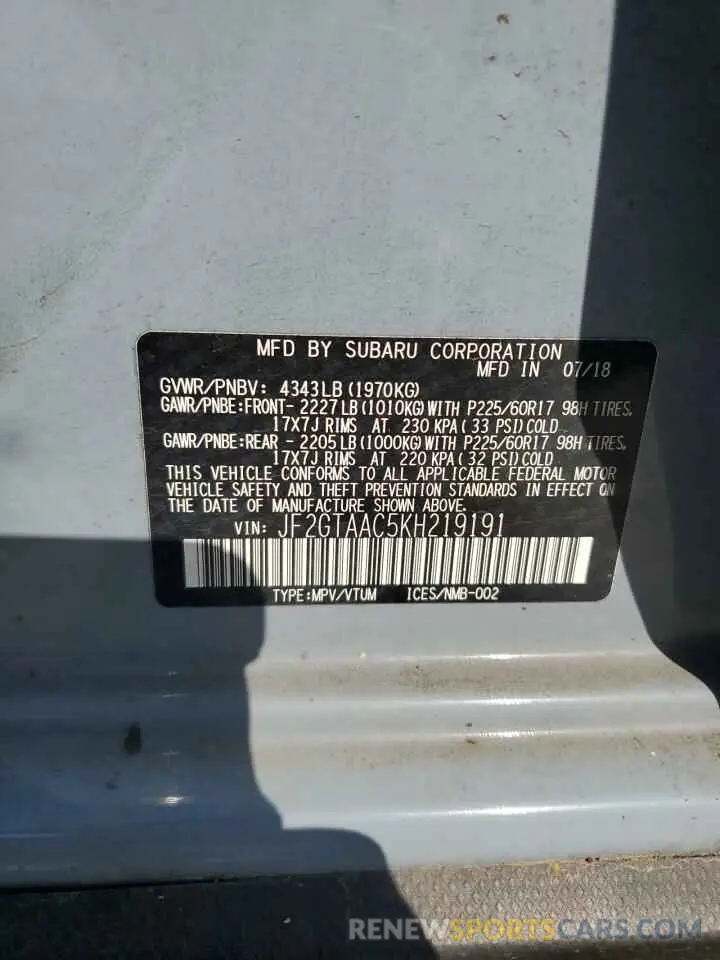 MFD BY SUBARU CORPORATION
MFD IN 07/18
GVWR/PNBV: 4343LB (1970KG)
GAWR/PNBE:FRONT- 2227LB (1010KG) WITH P225/60R17 98H TIRES,
17X7J RIMS AT 230 KPA( 33 PSI) COLD
GAWR/PNBE:REAR - 2205LB (1000KG) WITH P225/60R17 98H TIRES,
17X7J RIMS AT 220 KPA( 32 PSI) COLD
THIS VEHICLE CONFORMS TO ALL APPLICABLE FEDERAL MOTOR
VEHICLE SAFETY AND THEFT PREVENTION STANDARDS IN EFFECT ON
THE DATE OF MANUFACTURE SHOWN ABOVE.
VIN: JF2GTAAC5KH219191
TYPE:MPV/VTUM ICES/NMB-002
RENEWSPORTSCARS.COM